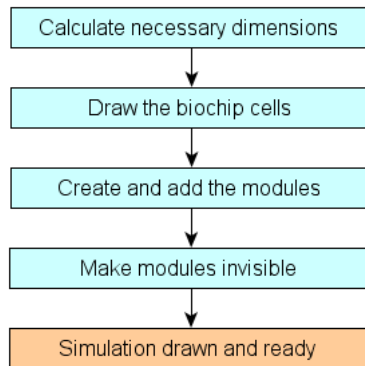 Calculate necessary dimensions
Draw the biochip cells
Create and add the modules
Make modules invisible
Simulation drawn and ready